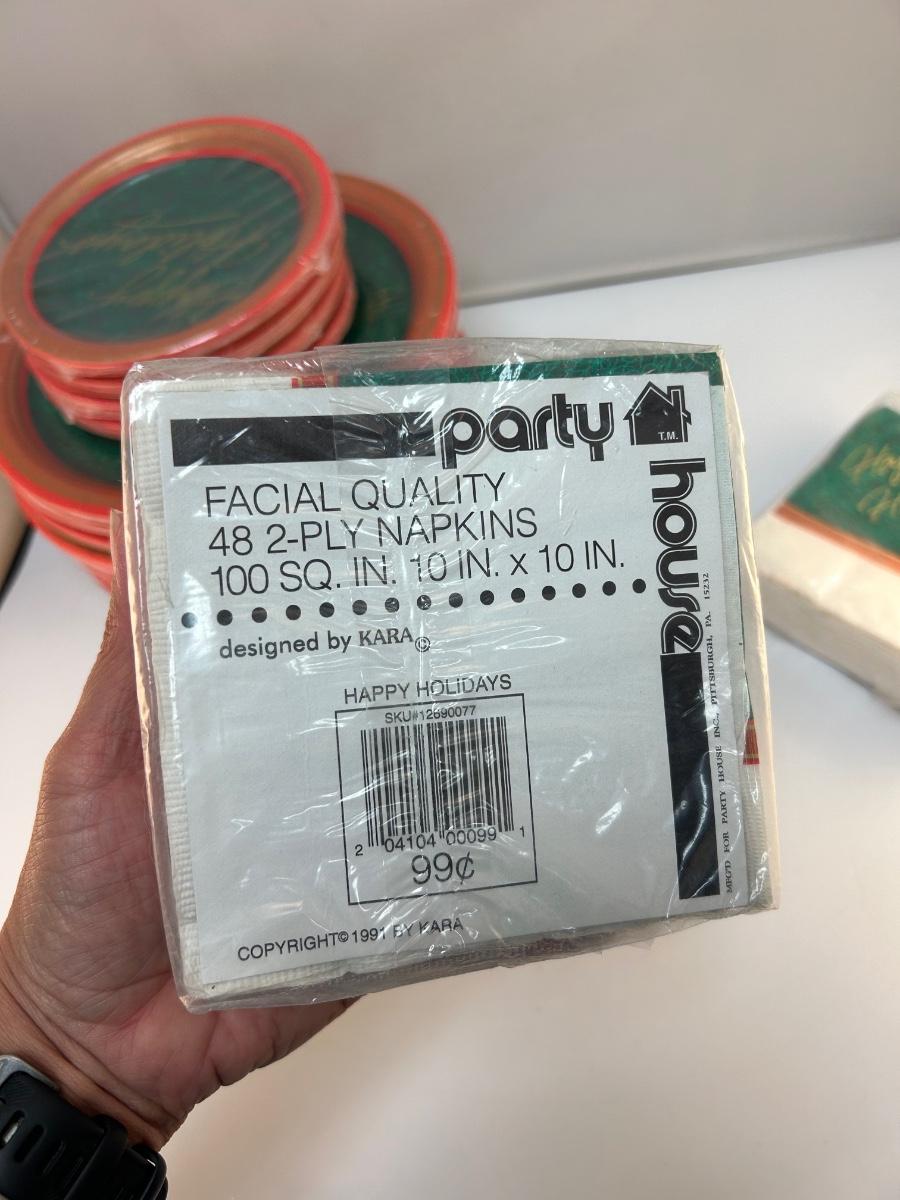 party
T.M.
house
FACIAL QUALITY
48 2-PLY NAPKINS
100 SQ. IN. 10 IN. x 10 IN.
designed by KARA©
HAPPY HOLIDAYS
SKU#12690077
2 04104 00099 1
99¢
COPYRIGHT© 1991 BY KARA
MFG'D FOR PARTY HOUSE INC., PITTSBURGH, PA. 15232